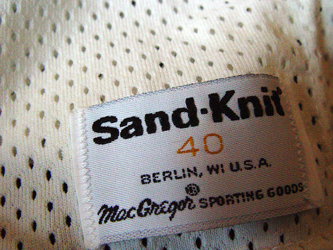 Sand-Knit
40
BERLIN, WI U.S.A.
MacGregor SPORTING GOODS